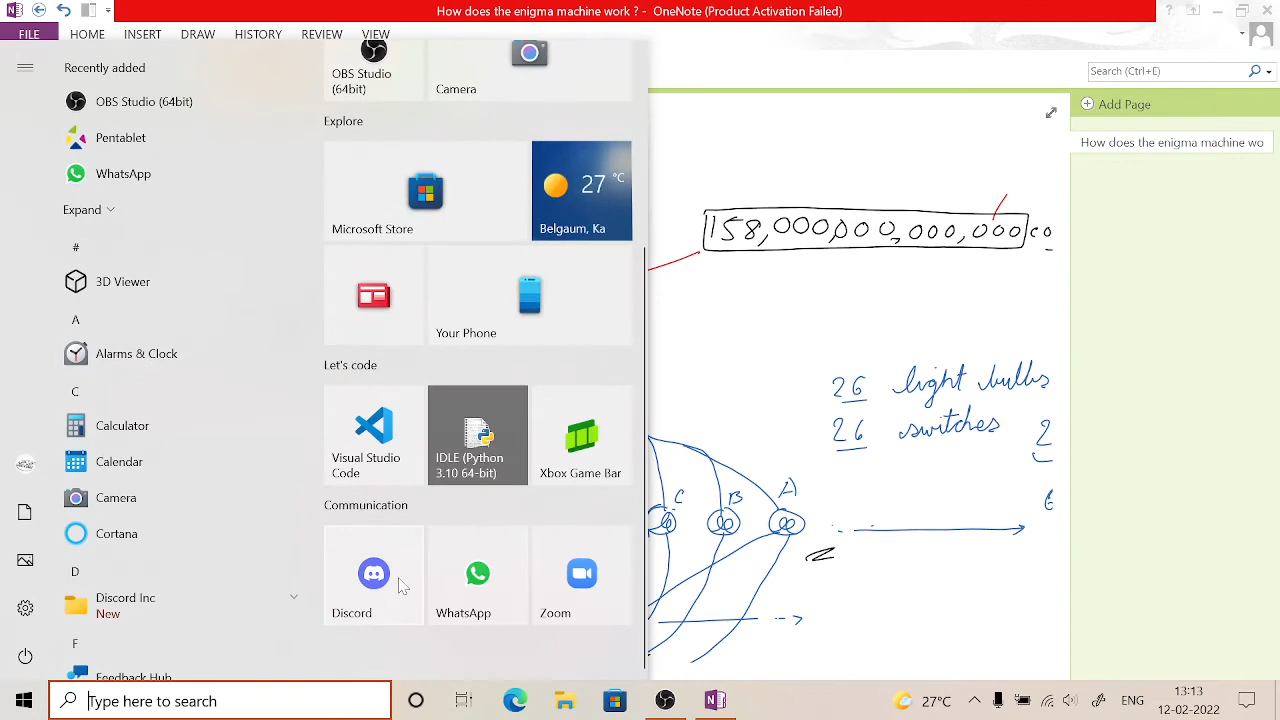 How does the enigma machine work ? - OneNote (Product Activation Failed)
FILE HOME INSERT DRAW HISTORY REVIEW VIEW
Search (Ctrl+E)
Add Page
How does the enigma machine wo
Recently added
OBS Studio (64bit)
Pentablet
WhatsApp
Expand
#
3D Viewer
A
Alarms & Clock
C
Calculator
Calendar
Camera
Cortana
D
Discord Inc
New
F
Feedback Hub
OBS Studio
(64bit)
Camera
Explore
Microsoft Store
27 °C
Belgaum, Ka
Your Phone
Let's code
Visual Studio
Code
IDLE (Python
3.10 64-bit)
Xbox Game Bar
Communication
Discord
WhatsApp
Zoom
158,000,000,000,000
26 light bulbs
26 switches 2
C B A
Type here to search
27°C
ENG
13:13
12-02-2022